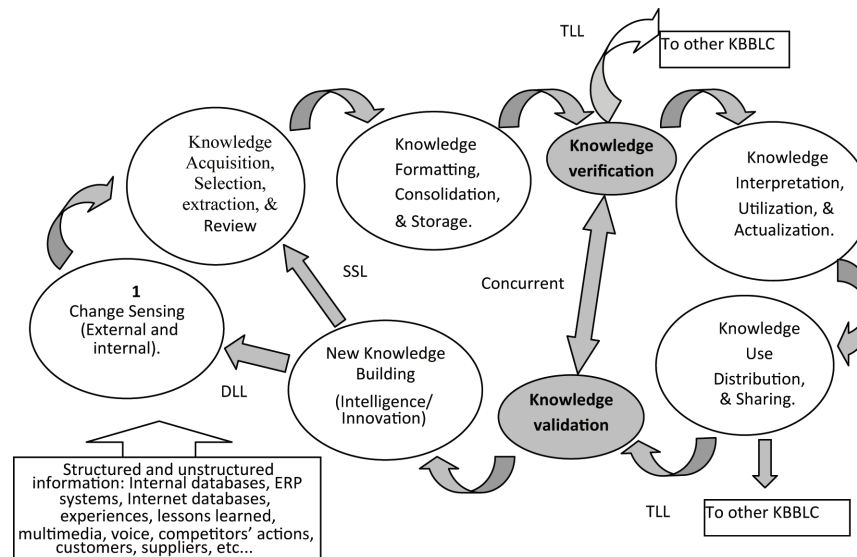 TLL
To other KBBLC
Knowledge
Acquisition,
Selection,
extraction, &
Review
Knowledge
Formatting,
Consolidation,
& Storage.
Knowledge
verification
Knowledge
Interpretation,
Utilization, &
Actualization.
SSL
Concurrent
1
Change Sensing
(External and
internal).
New Knowledge
Building
(Intelligence/
Innovation)
Knowledge
Use
Distribution,
& Sharing.
DLL
Knowledge
validation
Structured and unstructured
information: Internal databases, ERP
systems, Internet databases,
experiences, lessons learned,
multimedia, voice, competitors’ actions,
customers, suppliers, etc...
TLL
To other KBBLC